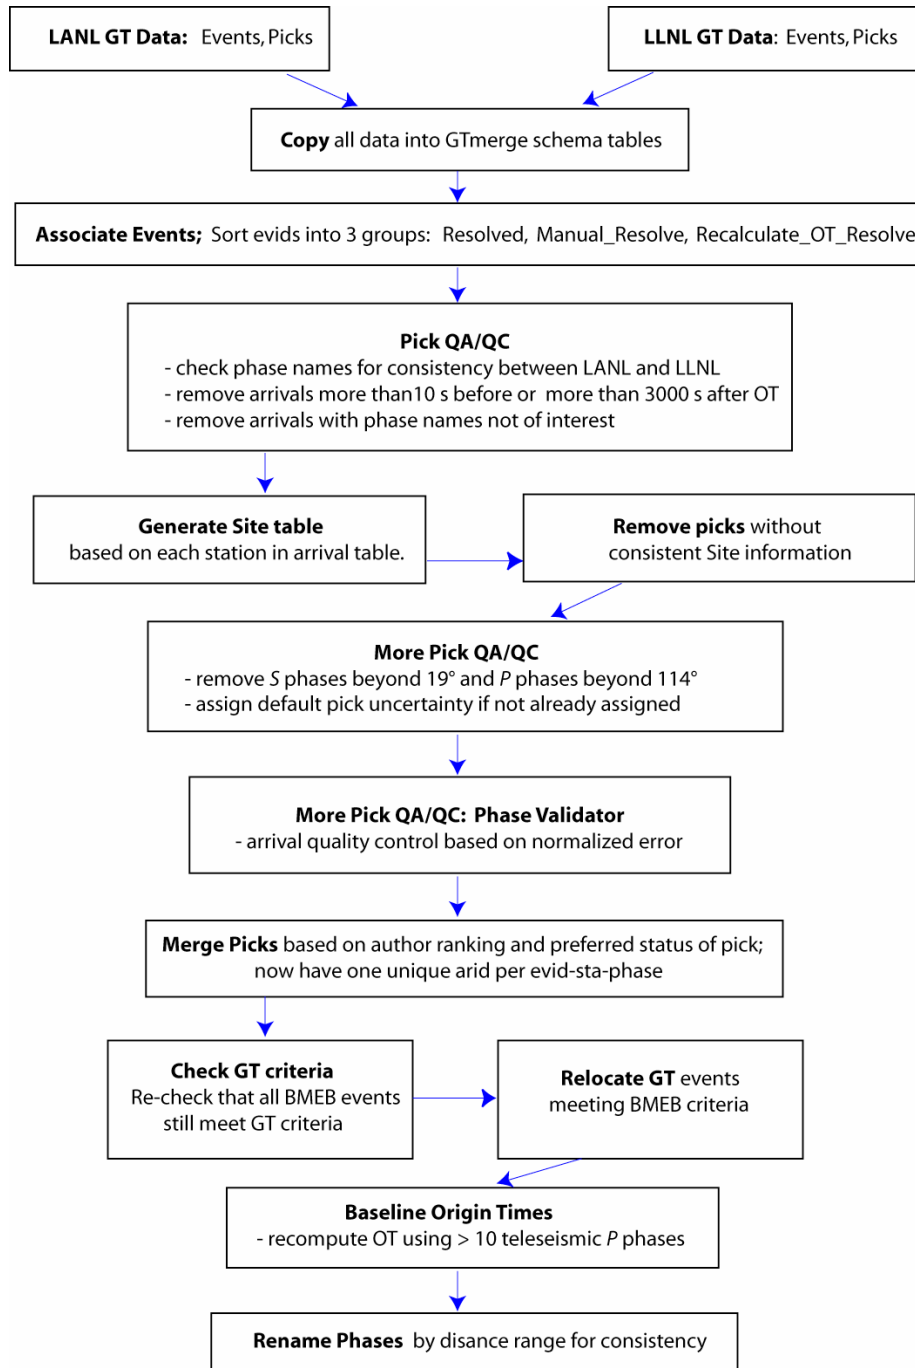 LANL GT Data: Events, Picks
LLNL GT Data: Events, Picks
Copy all data into GTmerge schema tables
Associate Events; Sort evids into 3 groups: Resolved, Manual_Resolve, Recalculate_OT_Resolve
Pick QA/QC
- check phase names for consistency between LANL and LLNL
- remove arrivals more than10 s before or more than 3000 s after OT
- remove arrivals with phase names not of interest
Generate Site table
based on each station in arrival table.
Remove picks without
consistent Site information
More Pick QA/QC
- remove S phases beyond 19° and P phases beyond 114°
- assign default pick uncertainty if not already assigned
More Pick QA/QC: Phase Validator
- arrival quality control based on normalized error
Merge Picks based on author ranking and preferred status of pick;
now have one unique arid per evid-sta-phase
Check GT criteria
Re-check that all BMEB events
still meet GT criteria
Relocate GT events
meeting BMEB criteria
Baseline Origin Times
- recompute OT using > 10 teleseismic P phases
Rename Phases by disance range for consistency